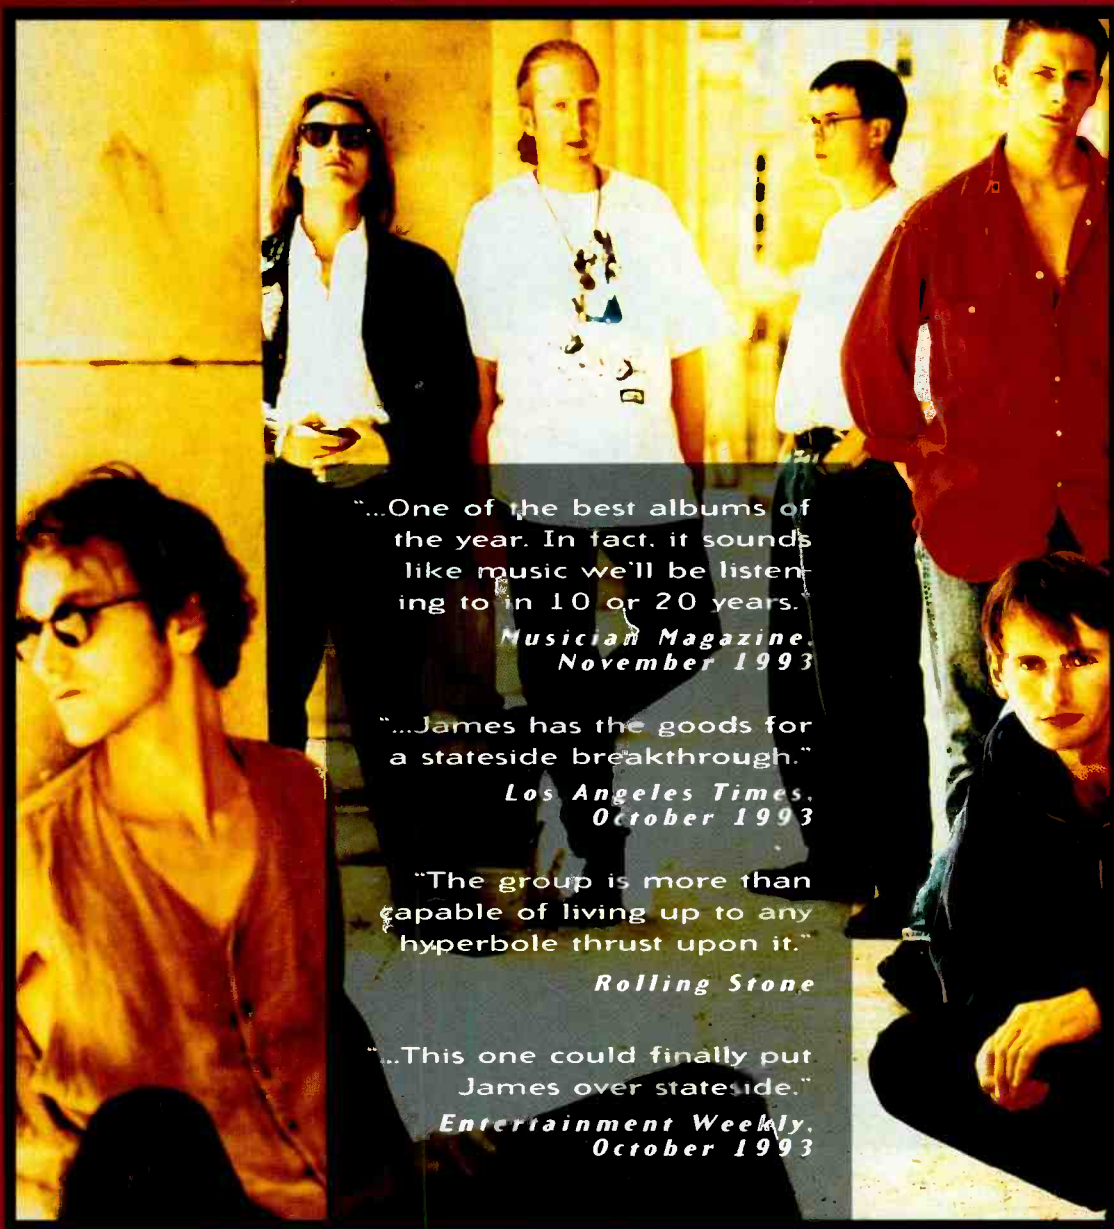 "...One of the best albums of
the year. In fact, it sounds
like music we'll be listen-
ing to in 10 or 20 years."
Musician Magazine,
November 1993
"...James has the goods for
a stateside breakthrough."
Los Angeles Times,
October 1993
"The group is more than
capable of living up to any
hyperbole thrust upon it."
Rolling Stone
"...This one could finally put
James over stateside."
Entertainment Weekly,
October 1993